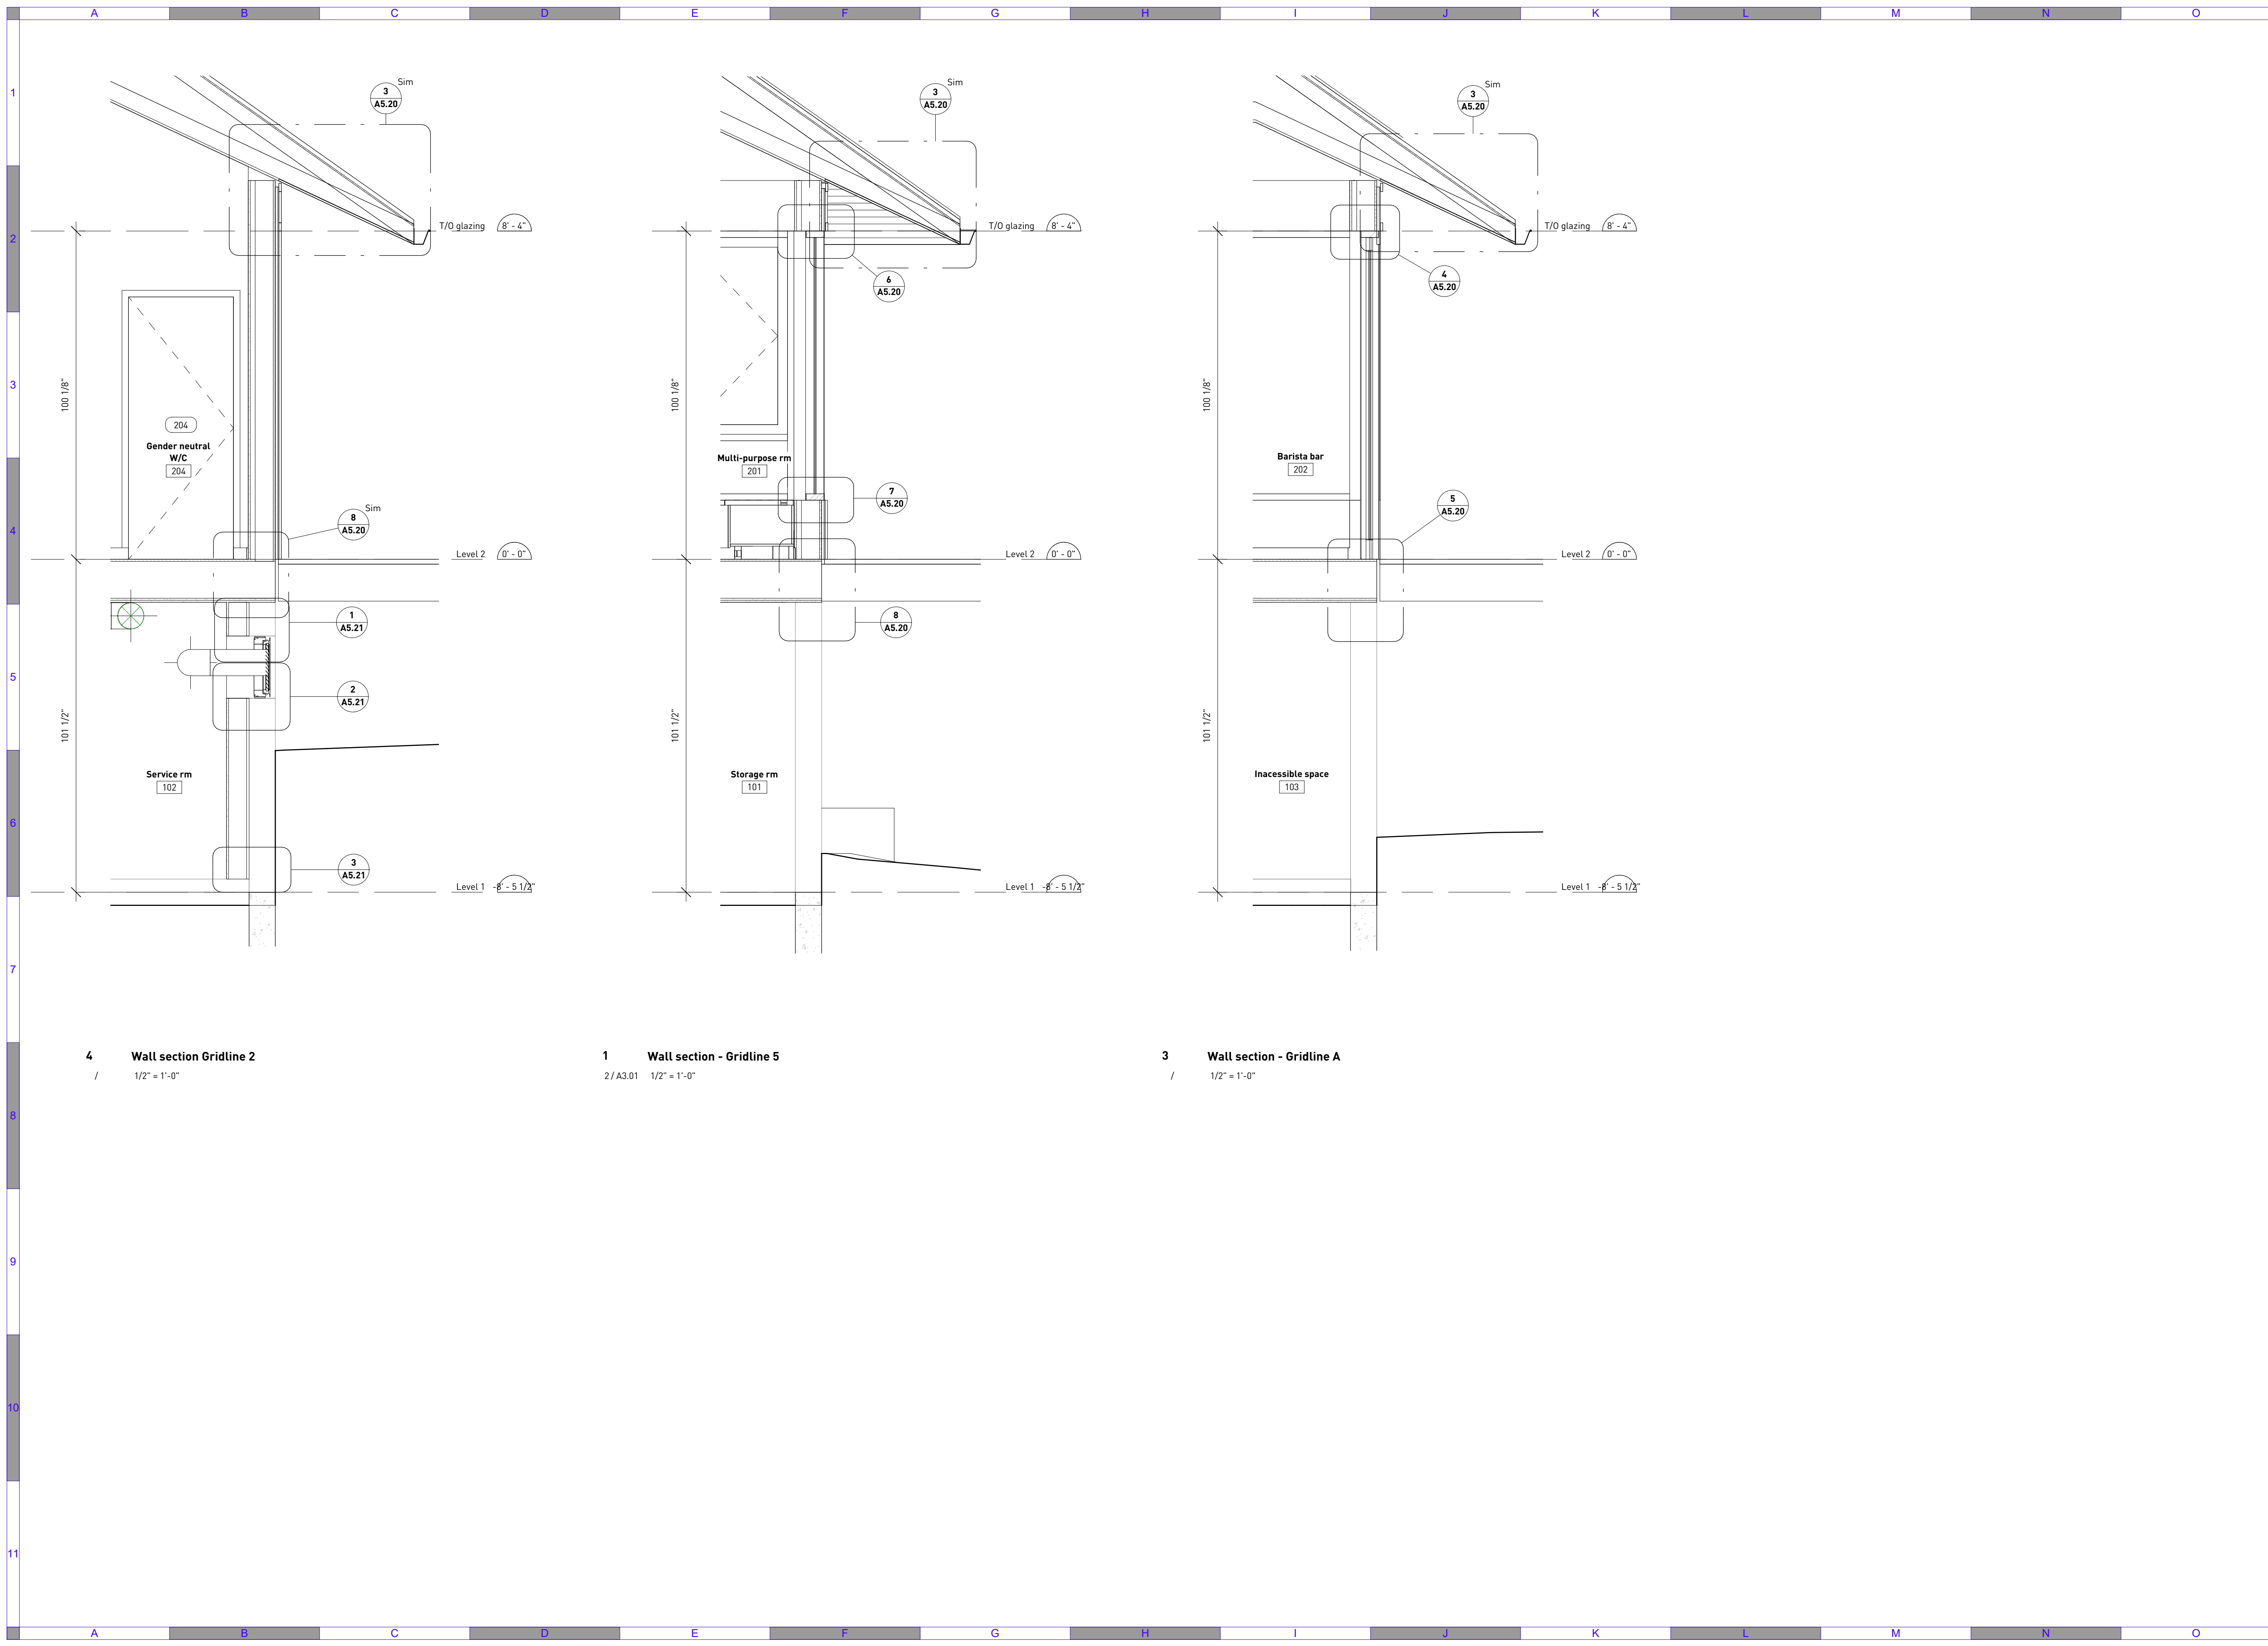 A B C D E F G H I J K L M N O
1
2
3
4
5
6
7
8
9
10
11
3
A5.20
Sim
T/O glazing 8' - 4"
100 1/8"
204
Gender neutral
W/C
204
8
A5.20
Sim
Level 2 0' - 0"
1
A5.21
2
A5.21
101 1/2"
Service rm
102
3
A5.21
Level 1 -8' - 5 1/2"
4 Wall section Gridline 2
/ 1/2" = 1'-0"
3
A5.20
Sim
T/O glazing 8' - 4"
6
A5.20
100 1/8"
Multi-purpose rm
201
7
A5.20
Level 2 0' - 0"
8
A5.20
101 1/2"
Storage rm
101
Level 1 -8' - 5 1/2"
1 Wall section - Gridline 5
2 / A3.01 1/2" = 1'-0"
3
A5.20
Sim
T/O glazing 8' - 4"
4
A5.20
100 1/8"
Barista bar
202
5
A5.20
Level 2 0' - 0"
101 1/2"
Inacessible space
103
Level 1 -8' - 5 1/2"
3 Wall section - Gridline A
/ 1/2" = 1'-0"
A B C D E F G H I J K L M N O